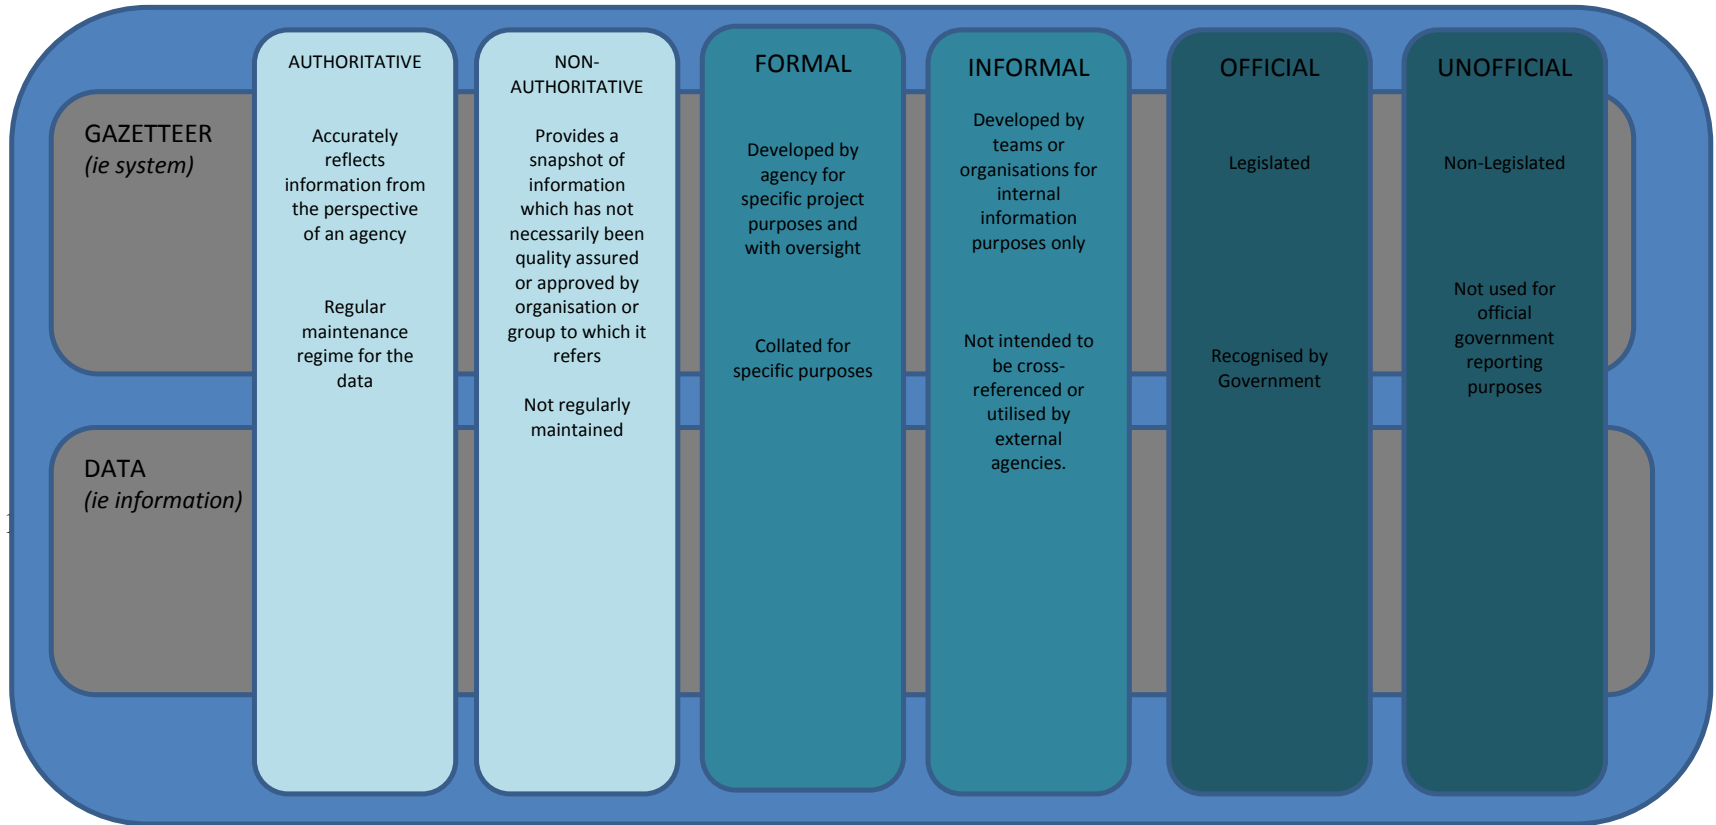 GAZETTEER
(ie system)
DATA
(ie information)
AUTHORITATIVE
Accurately
reflects
information from
the perspective
of an agency
Regular
maintenance
regime for the
data
NON-
AUTHORITATIVE
Provides a
snapshot of
information
which has not
necessarily been
quality assured
or approved by
organisation or
group to which it
refers
Not regularly
maintained
FORMAL
Developed by
agency for
specific project
purposes and
with oversight
Collated for
specific purposes
INFORMAL
Developed by
teams or
organisations for
internal
information
purposes only
Not intended to
be cross-
referenced or
utilised by
external
agencies.
OFFICIAL
Legislated
Recognised by
Government
UNOFFICIAL
Non-Legislated
Not used for
official
government
reporting
purposes